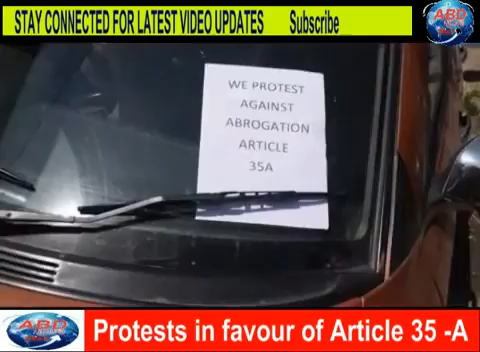 STAY CONNECTED FOR LATEST VIDEO UPDATES Subscribe
ABD
WE PROTEST
AGAINST
ABROGATION
ARTICLE
35A
ABD
Protests in favour of Article 35 -A